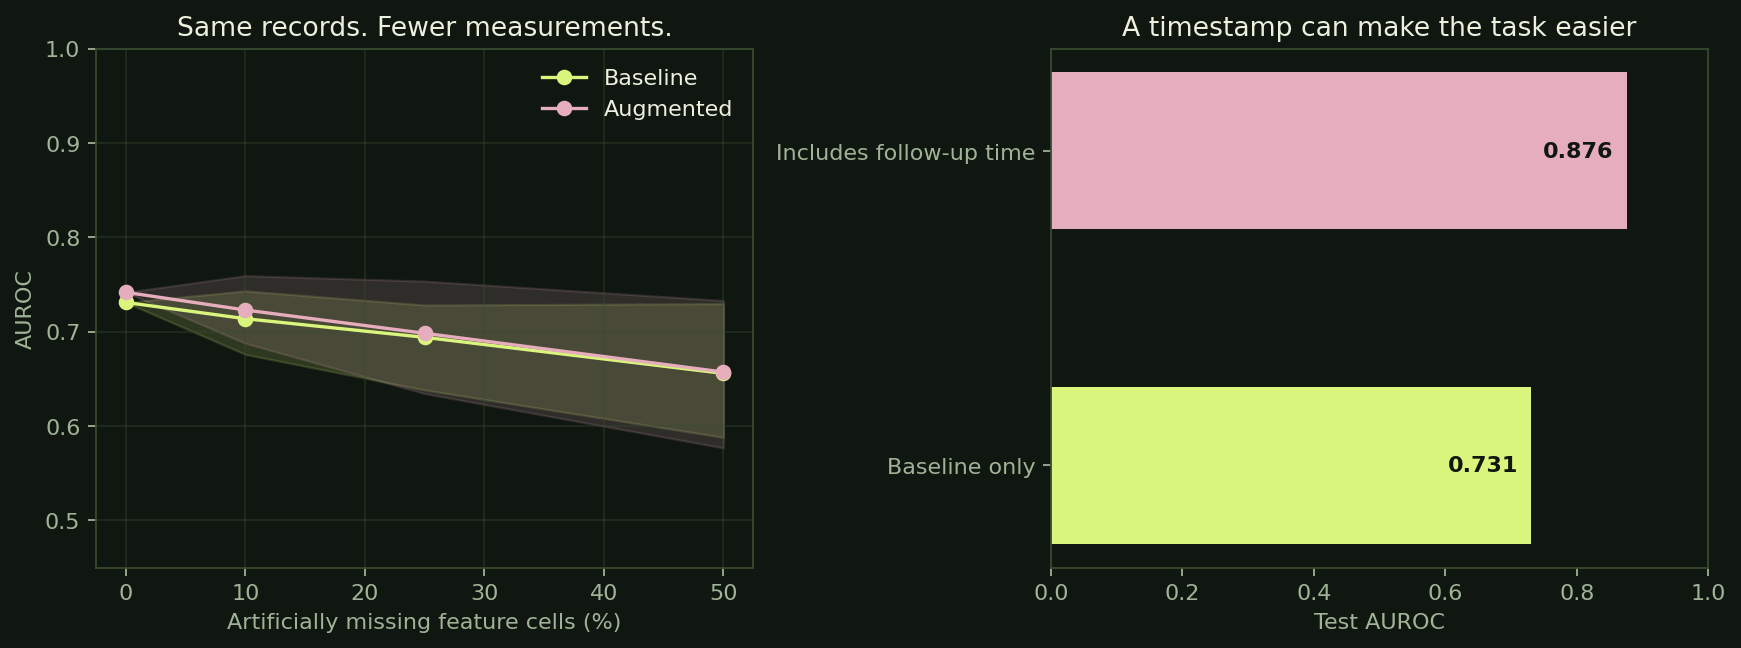 Same records. Fewer measurements.
1.0
0.9
0.8
0.7
0.6
0.5
AUROC
Baseline
Augmented
0
10
20
30
40
50
Artificially missing feature cells (%)
A timestamp can make the task easier
Includes follow-up time
0.876
Baseline only
0.731
0.0
0.2
0.4
0.6
0.8
1.0
Test AUROC